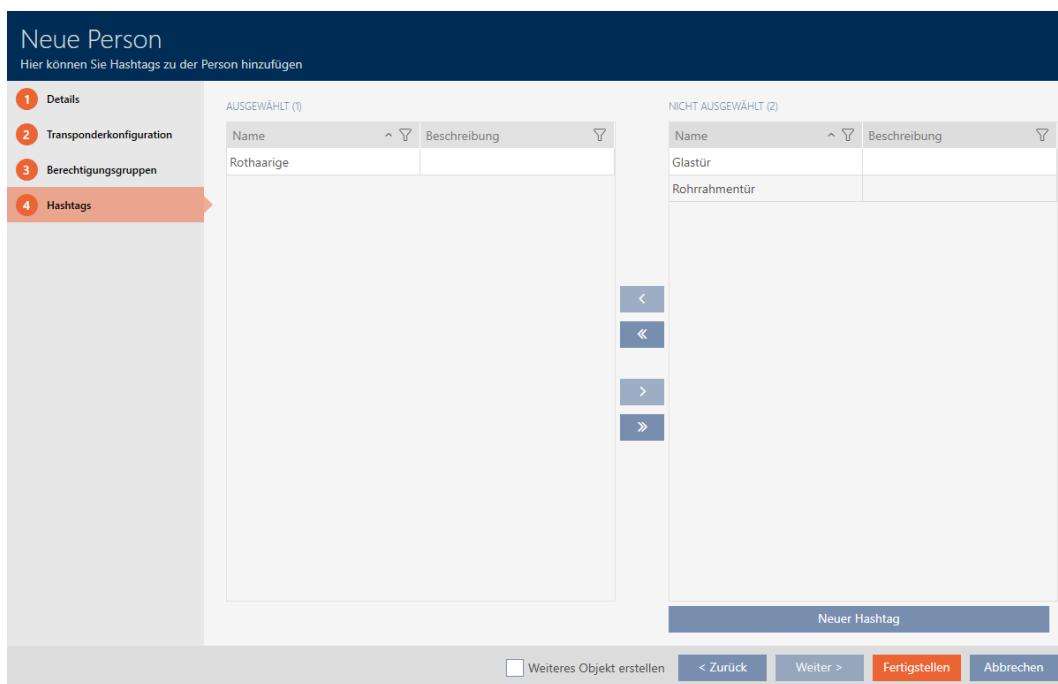 Neue Person
Hier können Sie Hashtags zu der Person hinzufügen
1 Details
2 Transponderkonfiguration
3 Berechtigungsgruppen
4 Hashtags
AUSGEWÄHLT (1)
Name Beschreibung
Rothaarige
NICHT AUSGEWÄHLT (2)
Name Beschreibung
Glastür
Rohrrahmentür
Neuer Hashtag
Weiteres Objekt erstellen < Zurück Weiter > Fertigstellen Abbrechen